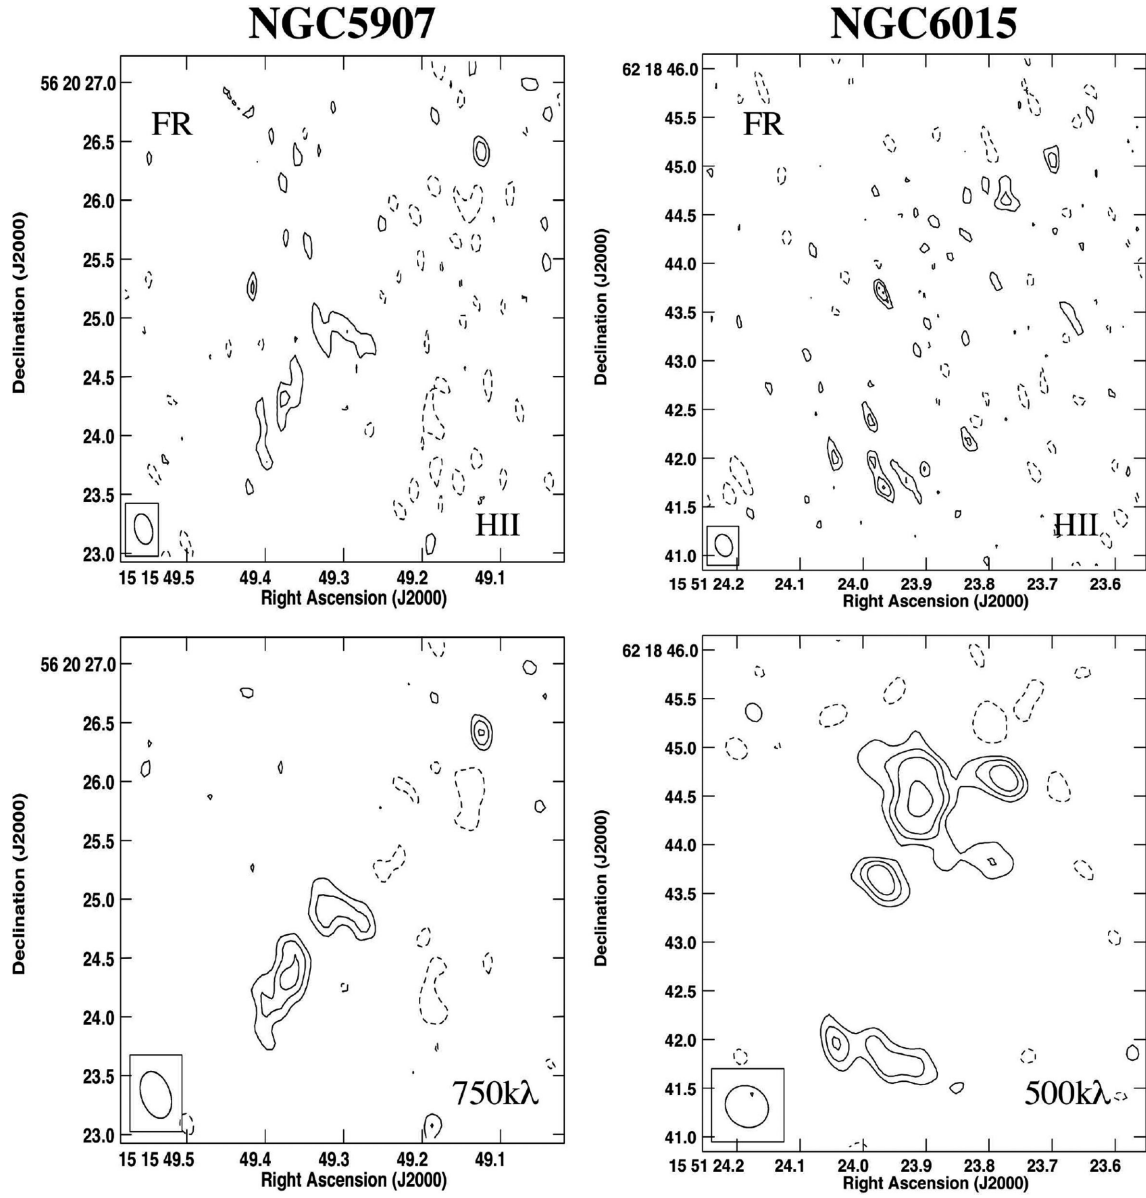 NGC5907
NGC6015
FR
HII
56 20 27.0
26.5
26.0
25.5
25.0
24.5
24.0
23.5
23.0
15 15 49.5
49.4
49.3
49.2
49.1
Right Ascension (J2000)
Declination (J2000)
FR
HII
62 18 46.0
45.5
45.0
44.5
44.0
43.5
43.0
42.5
42.0
41.5
41.0
15 51 24.2
24.1
24.0
23.9
23.8
23.7
23.6
Right Ascension (J2000)
Declination (J2000)
750kλ
56 20 27.0
26.5
26.0
25.5
25.0
24.5
24.0
23.5
23.0
15 15 49.5
49.4
49.3
49.2
49.1
Right Ascension (J2000)
Declination (J2000)
500kλ
62 18 46.0
45.5
45.0
44.5
44.0
43.5
43.0
42.5
42.0
41.5
41.0
15 51 24.2
24.1
24.0
23.9
23.8
23.7
23.6
Right Ascension (J2000)
Declination (J2000)